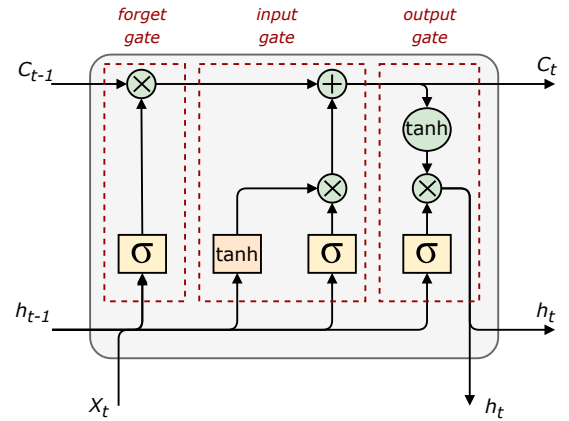 forget
gate
input
gate
output
gate
C_{t-1}
C_t
×
+
tanh
×
×
σ
tanh
σ
σ
h_{t-1}
h_t
X_t
h_t